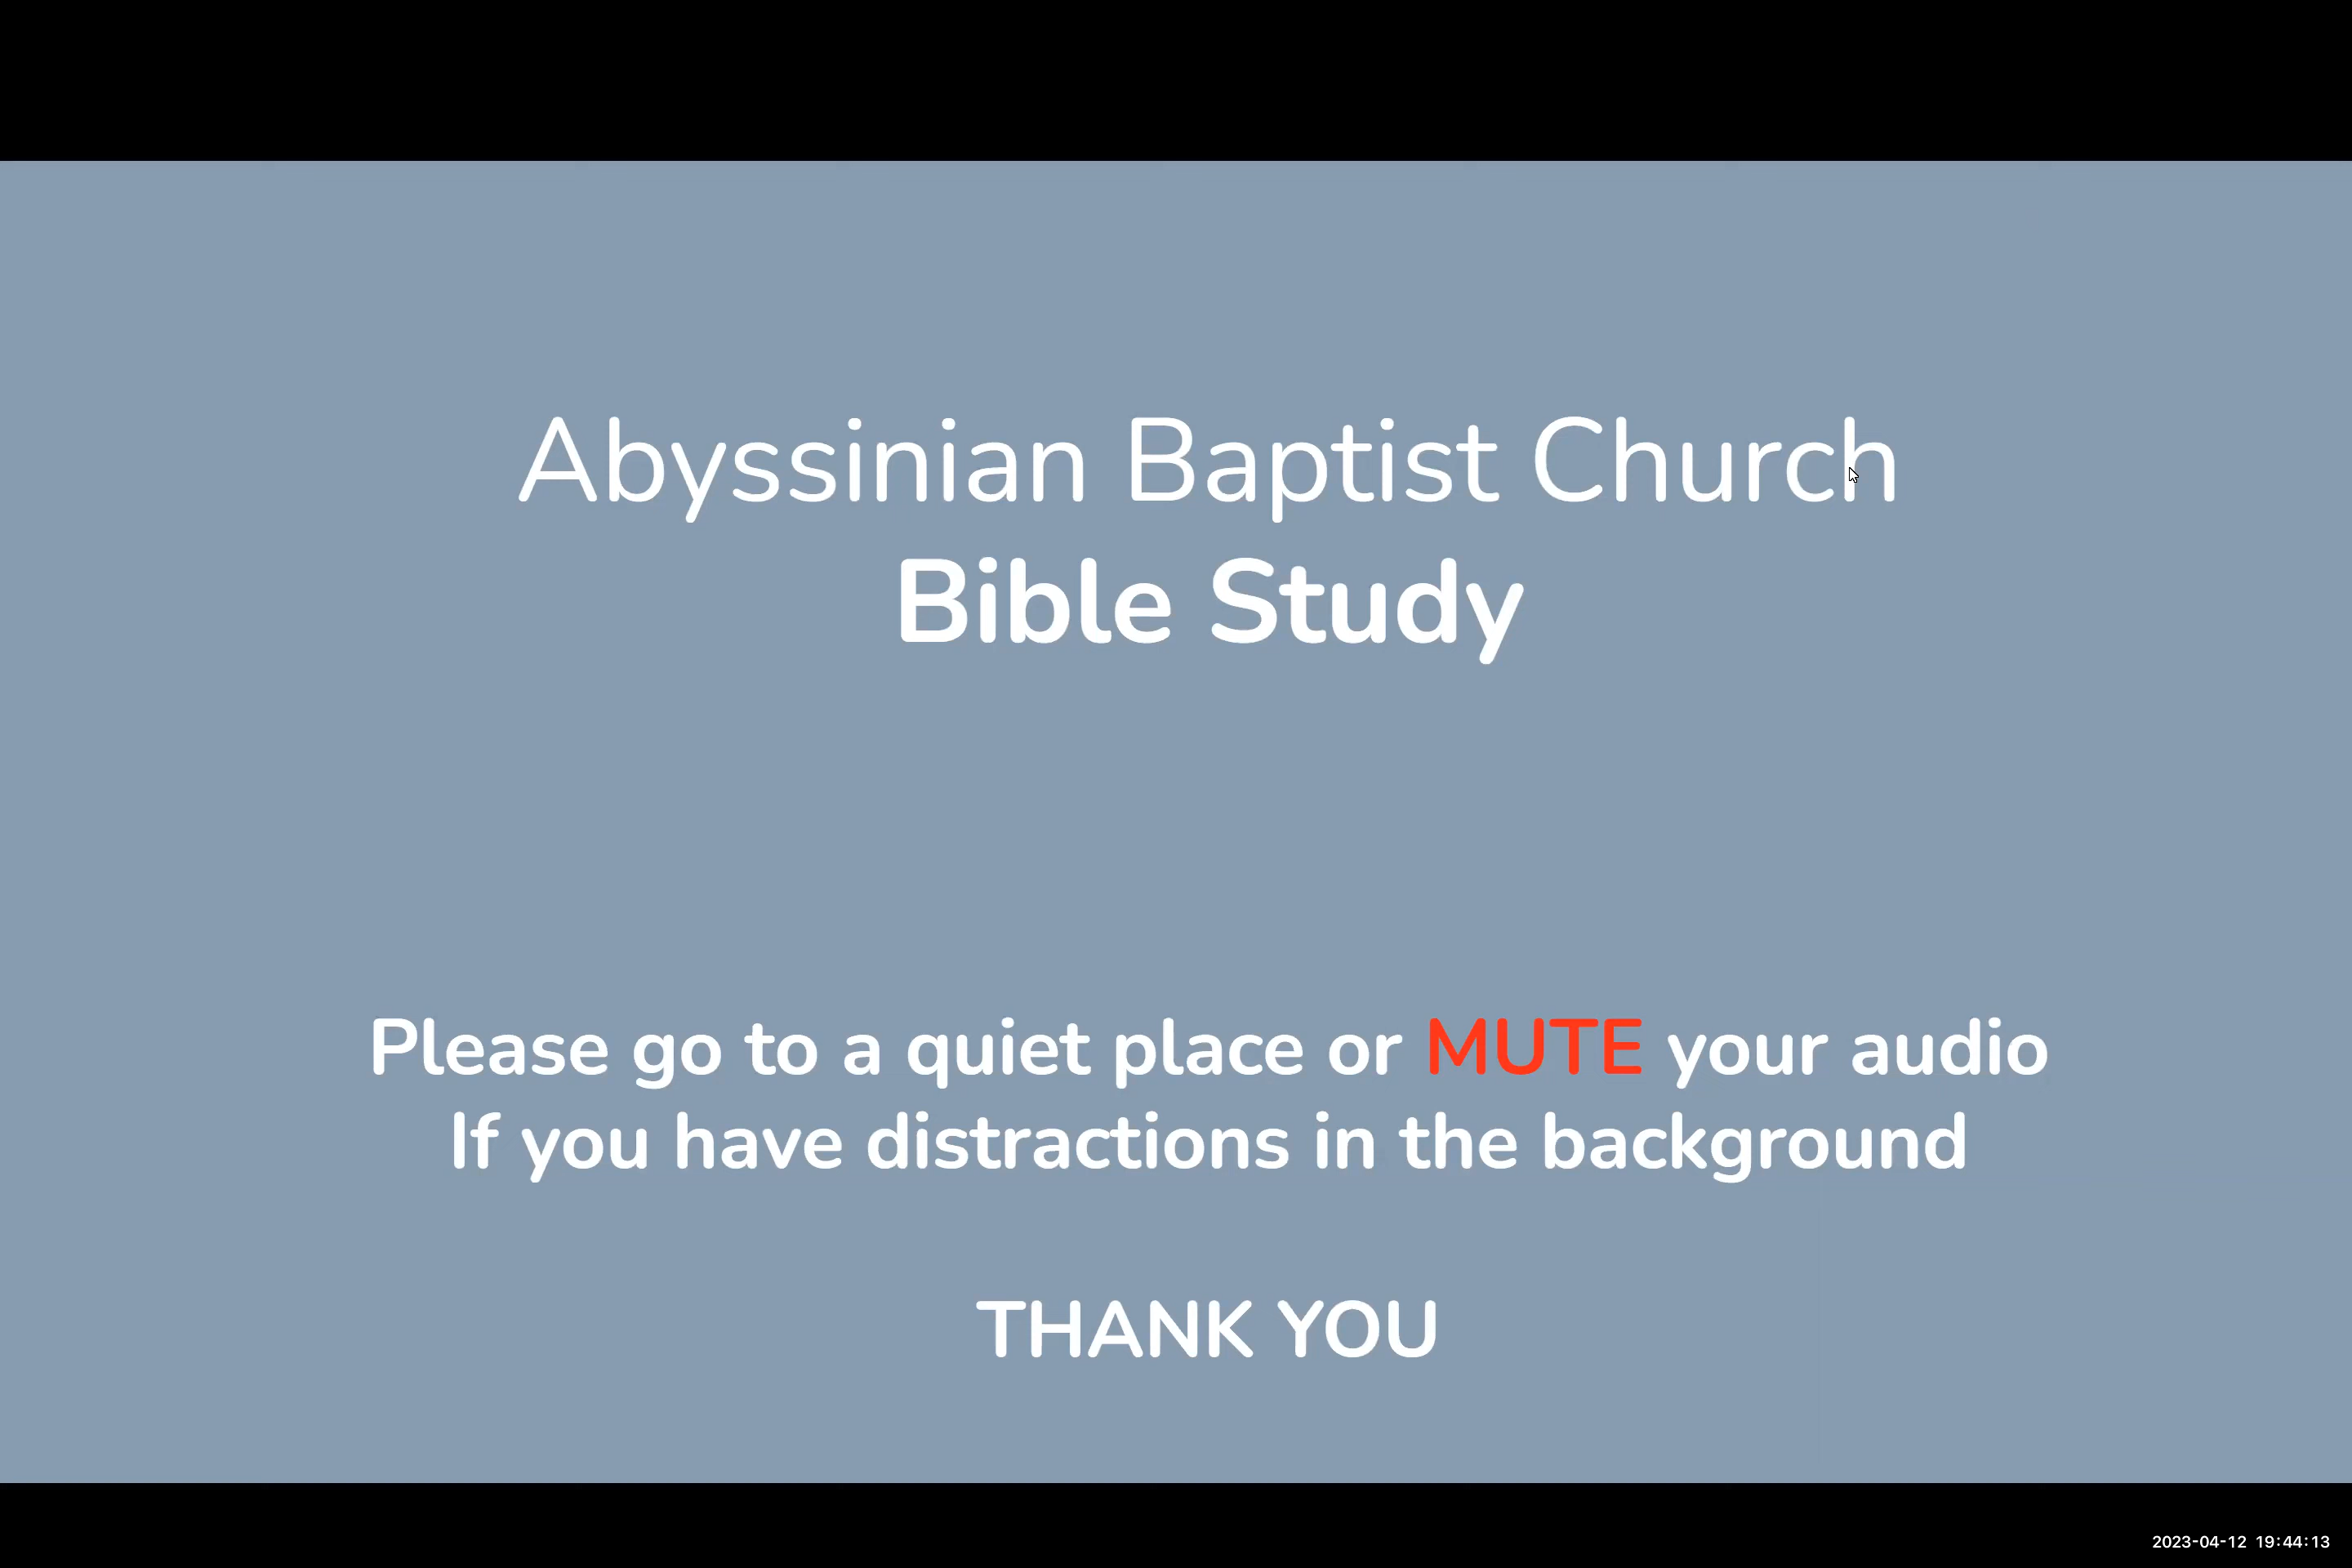 Abyssinian Baptist Church
Bible Study
Please go to a quiet place or MUTE your audio
If you have distractions in the background
THANK YOU
2023-04-12 19:44:13